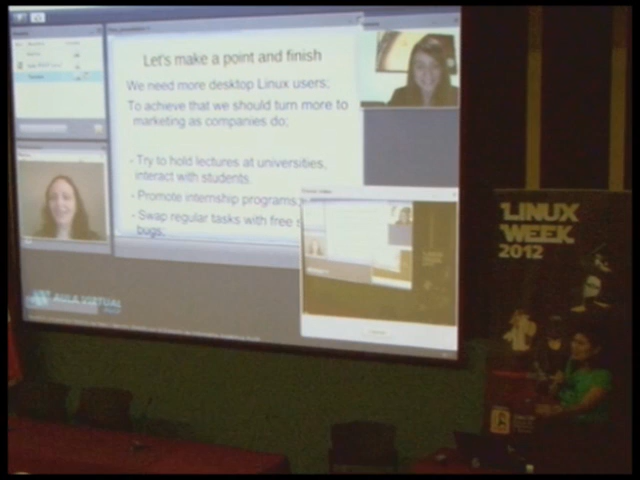 Let's make a point and finish
We need more desktop Linux users;
To achieve that we should turn more to
marketing as companies do;
- Try to hold lectures at universities,
interact with students.
- Promote internship programs,
- Swap regular tasks with free
bugs.
AULA VIRTUAL
LINUX
WEEK
2012